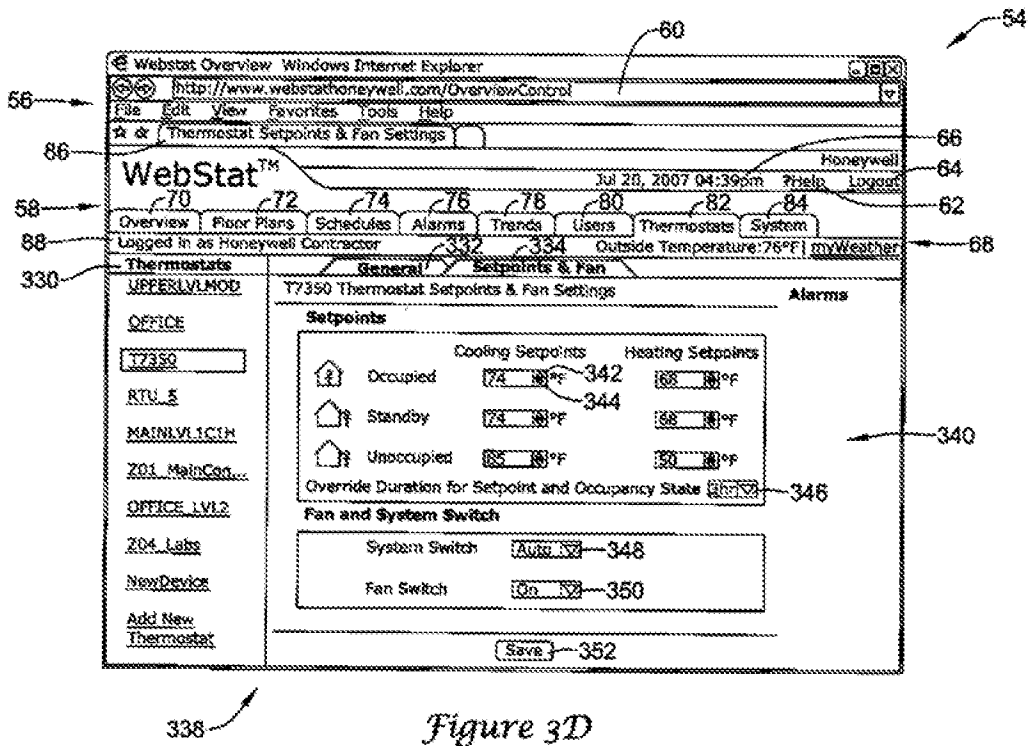 54
60
Webstat Overview Windows Internet Explorer
http://www.webstathoneywell.com/OverviewControl
56
File Edit View Favorites Tools Help
86 Thermostat Setpoints & Fan Settings
66
Honeywell
64
WebStat™
Jul 20, 2007 04:39pm ?Help Logout
62
58 70 72 74 76 78 80 82 84
Overview Floor Plans Schedules Alarms Trends Users Thermostats System
88 Logged in as Honeywell Contractor 332 334 Outside Temperature:76°F myWeather 68
330 Thermostats General Setpoints & Fan
T7350 Thermostat Setpoints & Fan Settings Alarms
UPPERLVLMOD
OFFICE
T7350
RTU_5
MAINLVL1C1H
Z01_MainCon...
OFFICE_LVL2
Z04_Labs
NewDevice
Add New
Thermostat
Setpoints
Cooling Setpoints Heating Setpoints
Occupied 74 °F 342 68 °F
344
Standby 74 °F 68 °F
340
Unoccupied 85 °F 50 °F
Override Duration for Setpoint and Occupancy State hr 346
Fan and System Switch
System Switch Auto 348
Fan Switch On 350
Save 352
338
Figure 3D